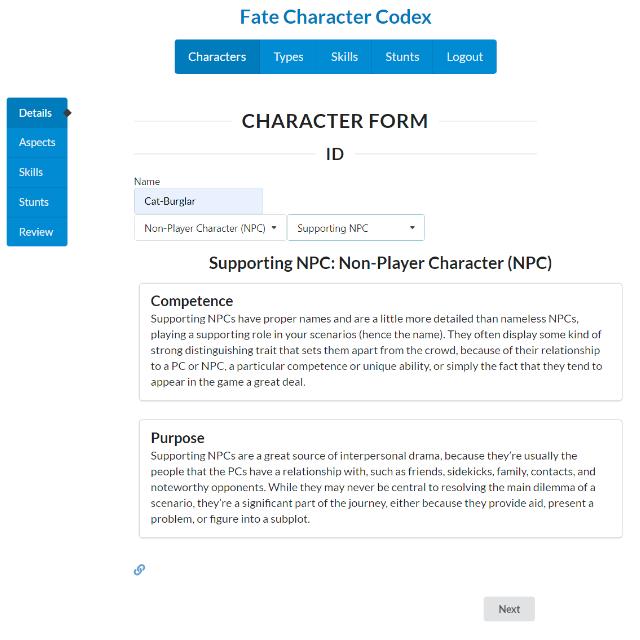 Fate Character Codex
Characters Types Skills Stunts Logout
Details
Aspects
Skills
Stunts
Review
CHARACTER FORM
ID
Name
Cat-Burglar
Non-Player Character (NPC) Supporting NPC
Supporting NPC: Non-Player Character (NPC)
Competence
Supporting NPCs have proper names and are a little more detailed than nameless NPCs,
playing a supporting role in your scenarios (hence the name). They often display some kind of
strong distinguishing trait that sets them apart from the crowd, because of their relationship
to a PC or NPC, a particular competence or unique ability, or simply the fact that they tend to
appear in the game a great deal.
Purpose
Supporting NPCs are a great source of interpersonal drama, because they're usually the
people that the PCs have a relationship with, such as friends, sidekicks, family, contacts, and
noteworthy opponents. While they may never be central to resolving the main dilemma of a
scenario, they're a significant part of the journey, either because they provide aid, present a
problem, or figure into a subplot.
Next